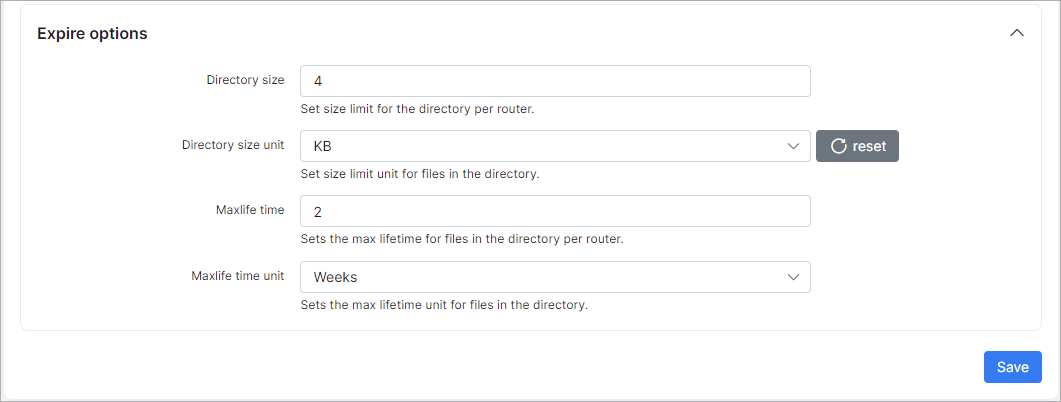 Expire options
Directory size
4
Set size limit for the directory per router.
Directory size unit
KB
reset
Set size limit unit for files in the directory.
Maxlife time
2
Sets the max lifetime for files in the directory per router.
Maxlife time unit
Weeks
Sets the max lifetime unit for files in the directory.
Save